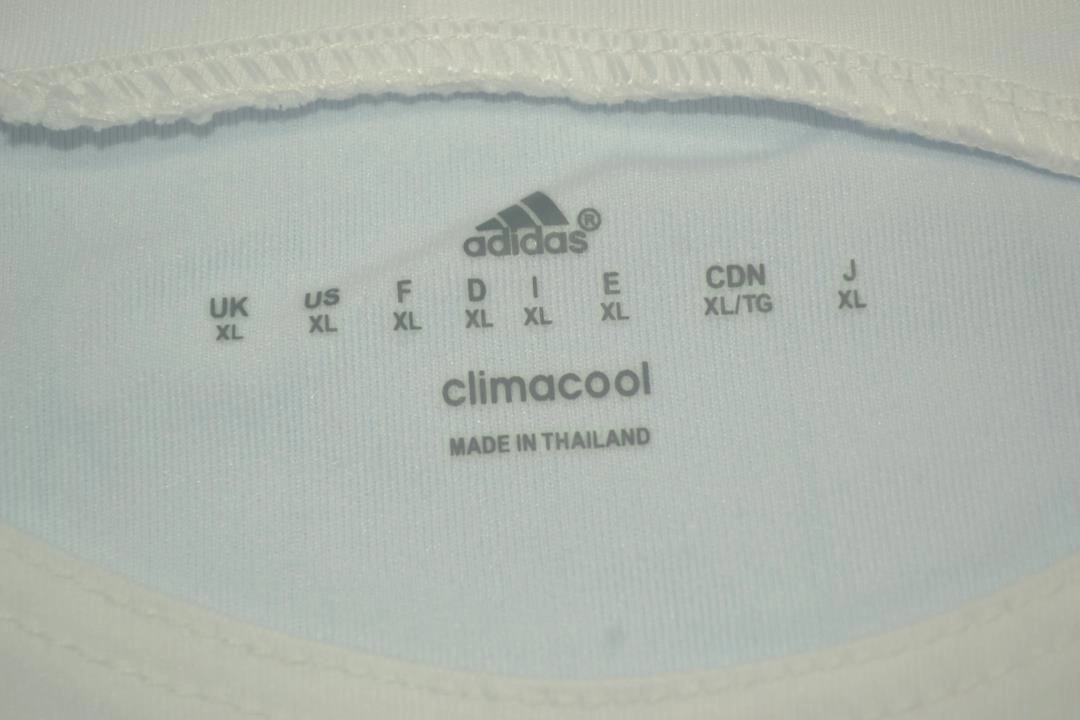 adidas®
UK US F D I E CDN J
XL XL XL XL XL XL XL/TG XL
climacool
MADE IN THAILAND